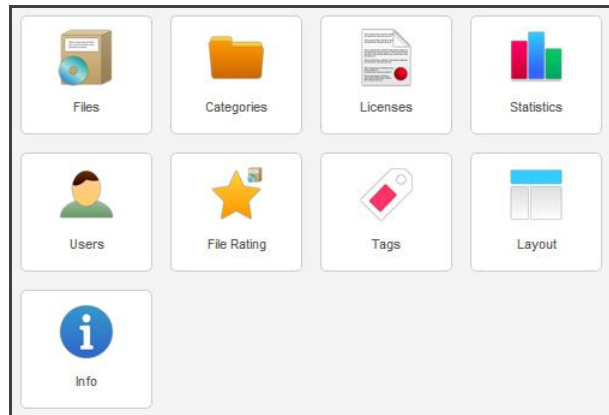 Files
Categories
Licenses
Statistics
Users
File Rating
Tags
Layout
Info